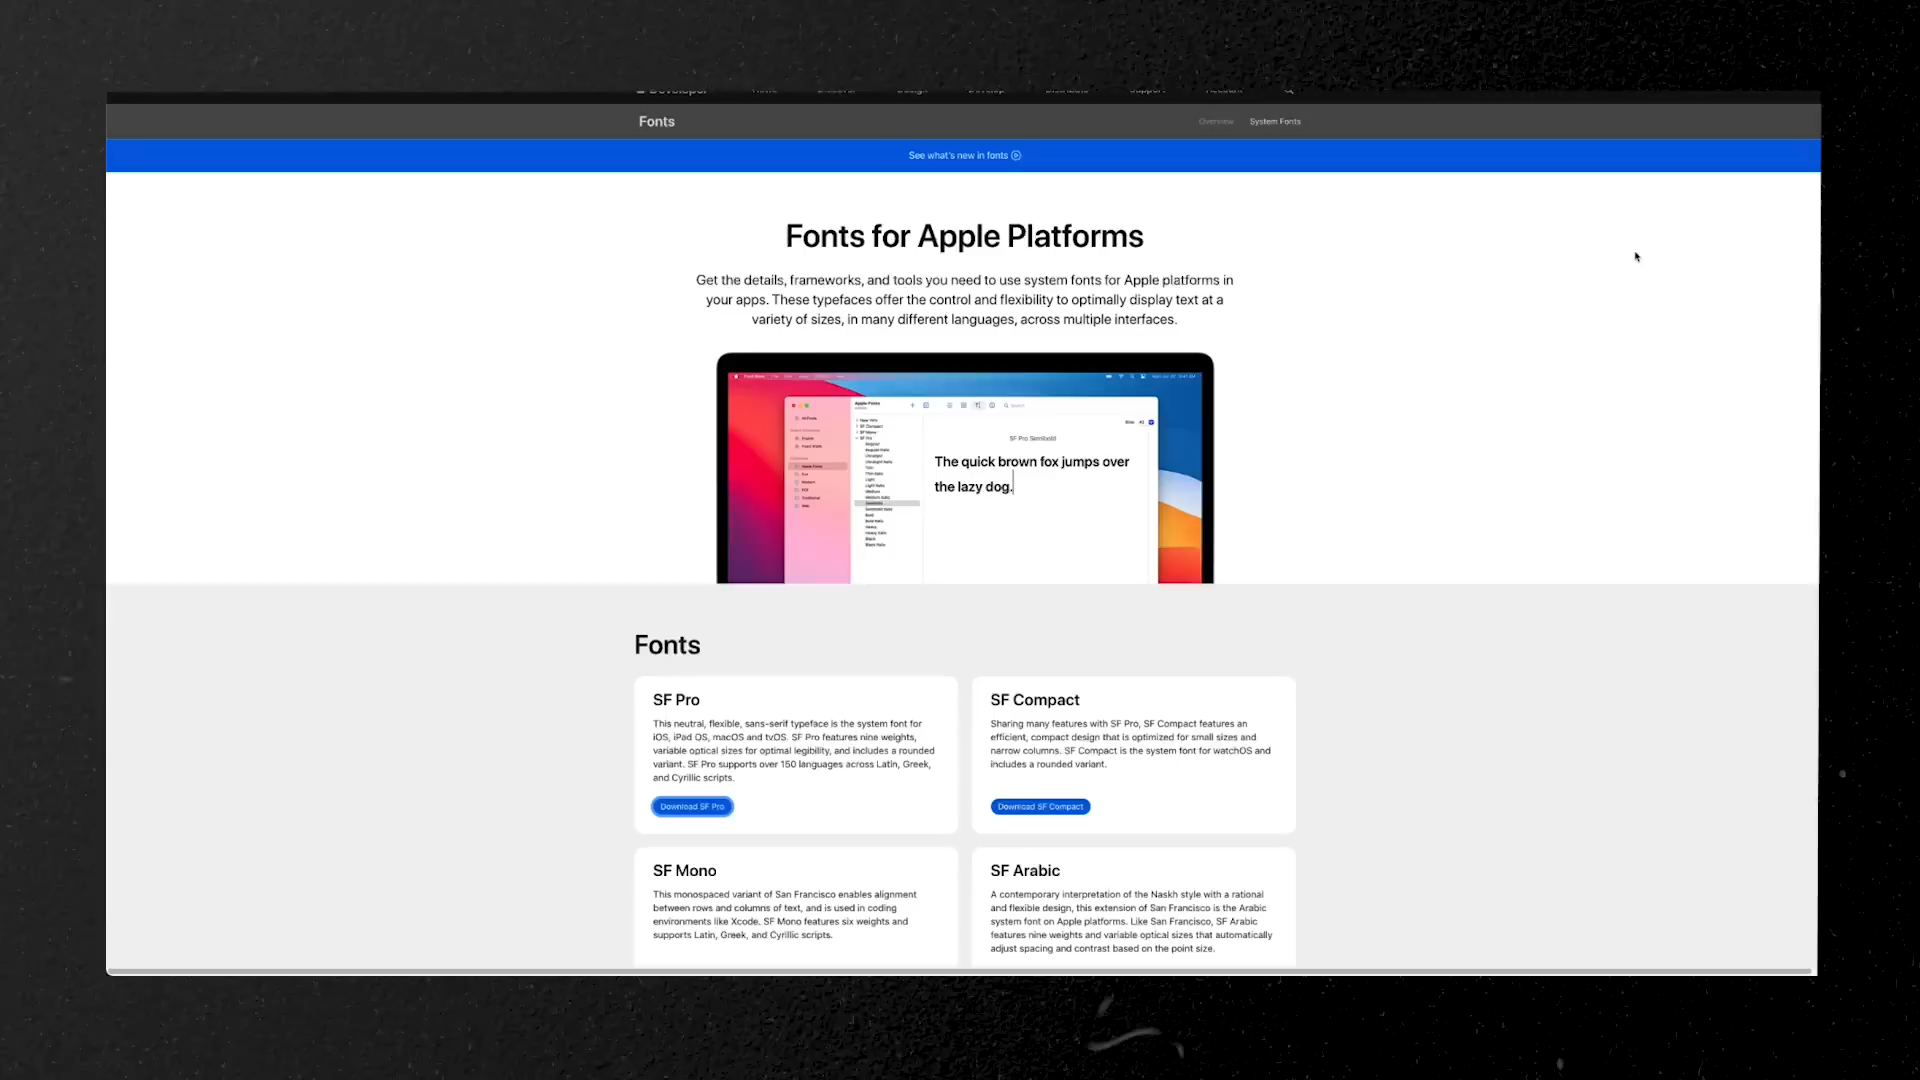 Fonts
Overview
System Fonts
See what's new in fonts
Fonts for Apple Platforms
Get the details, frameworks, and tools you need to use system fonts for Apple platforms in
your apps. These typefaces offer the control and flexibility to optimally display text at a
variety of sizes, in many different languages, across multiple interfaces.
Apple Fonts
SF Pro Semibold
The quick brown fox jumps over
the lazy dog.
Fonts
SF Pro
This neutral, flexible, sans-serif typeface is the system font for
iOS, iPad OS, macOS and tvOS. SF Pro features nine weights,
variable optical sizes for optimal legibility, and includes a rounded
variant. SF Pro supports over 150 languages across Latin, Greek,
and Cyrillic scripts.
Download SF Pro
SF Compact
Sharing many features with SF Pro, SF Compact features an
efficient, compact design that is optimized for small sizes and
narrow columns. SF Compact is the system font for watchOS and
includes a rounded variant.
Download SF Compact
SF Mono
This monospaced variant of San Francisco enables alignment
between rows and columns of text, and is used in coding
environments like Xcode. SF Mono features six weights and
supports Latin, Greek, and Cyrillic scripts.
SF Arabic
A contemporary interpretation of the Naskh style with a rational
and flexible design, this extension of San Francisco is the Arabic
system font on Apple platforms. Like San Francisco, SF Arabic
features nine weights and variable optical sizes that automatically
adjust spacing and contrast based on the point size.